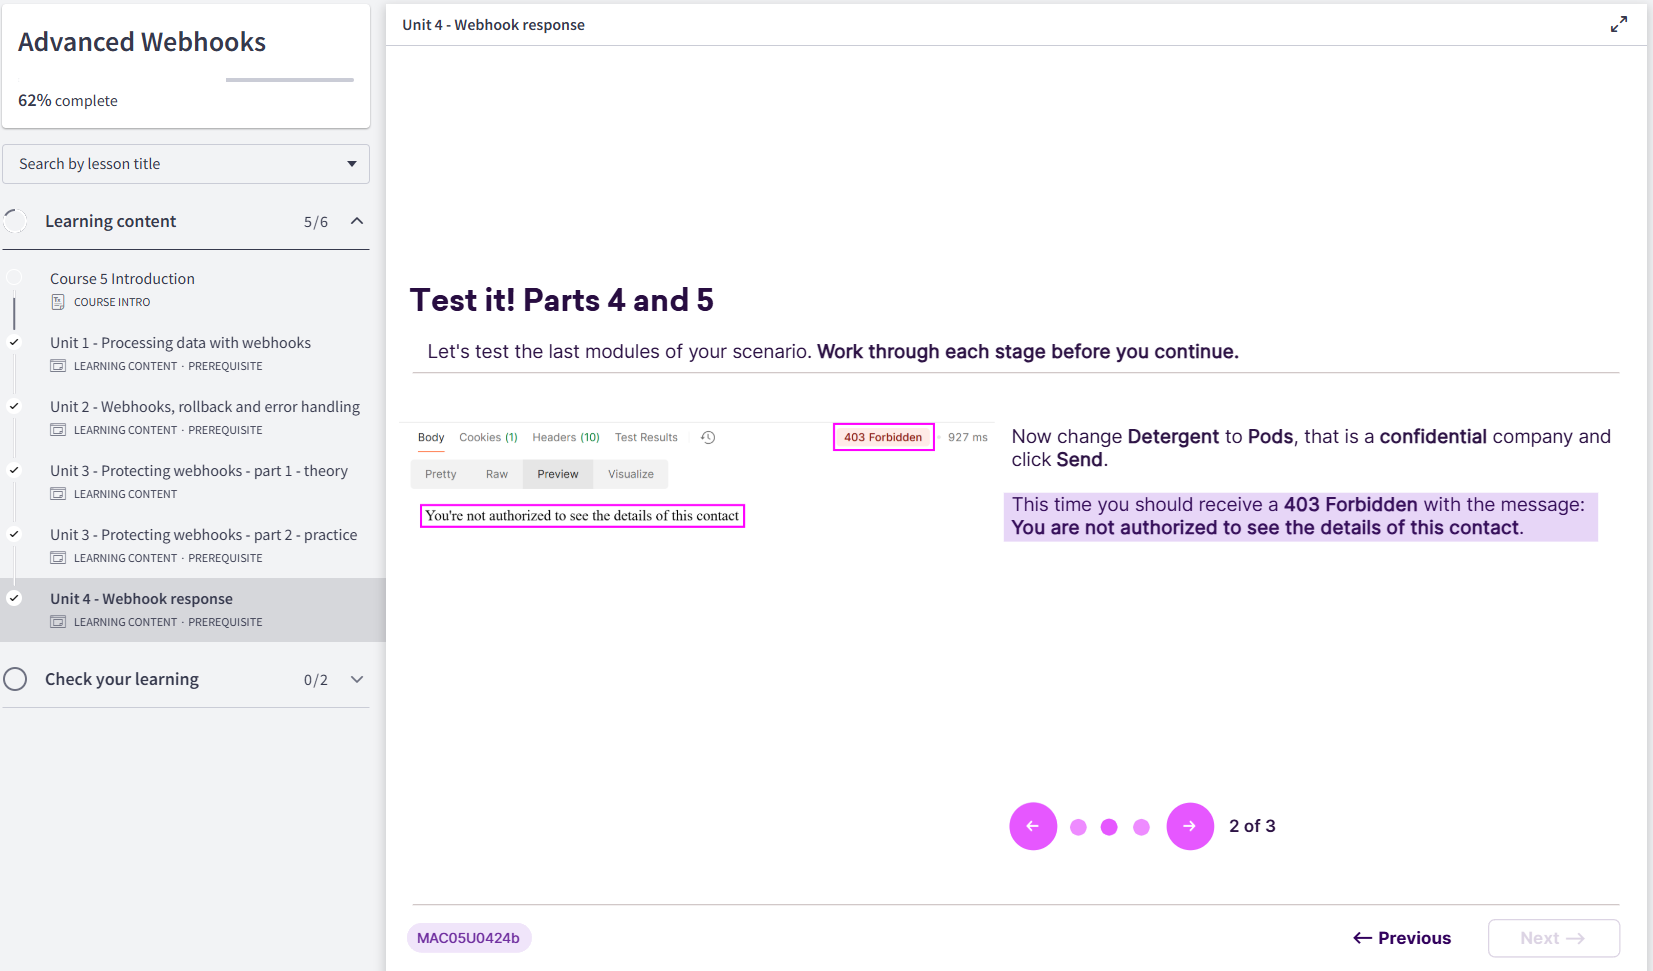 Advanced Webhooks
62% complete
Search by lesson title
Learning content 5/6
Course 5 Introduction
COURSE INTRO
Unit 1 - Processing data with webhooks
LEARNING CONTENT · PREREQUISITE
Unit 2 - Webhooks, rollback and error handling
LEARNING CONTENT · PREREQUISITE
Unit 3 - Protecting webhooks - part 1 - theory
LEARNING CONTENT
Unit 3 - Protecting webhooks - part 2 - practice
LEARNING CONTENT · PREREQUISITE
Unit 4 - Webhook response
LEARNING CONTENT · PREREQUISITE
Check your learning 0/2
Unit 4 - Webhook response
Test it! Parts 4 and 5
Let's test the last modules of your scenario. Work through each stage before you continue.
Body Cookies (1) Headers (10) Test Results 403 Forbidden 927 ms
Pretty Raw Preview Visualize
You're not authorized to see the details of this contact
Now change Detergent to Pods, that is a confidential company and
click Send.
This time you should receive a 403 Forbidden with the message:
You are not authorized to see the details of this contact.
← → 2 of 3
MAC05U0424b
← Previous Next →